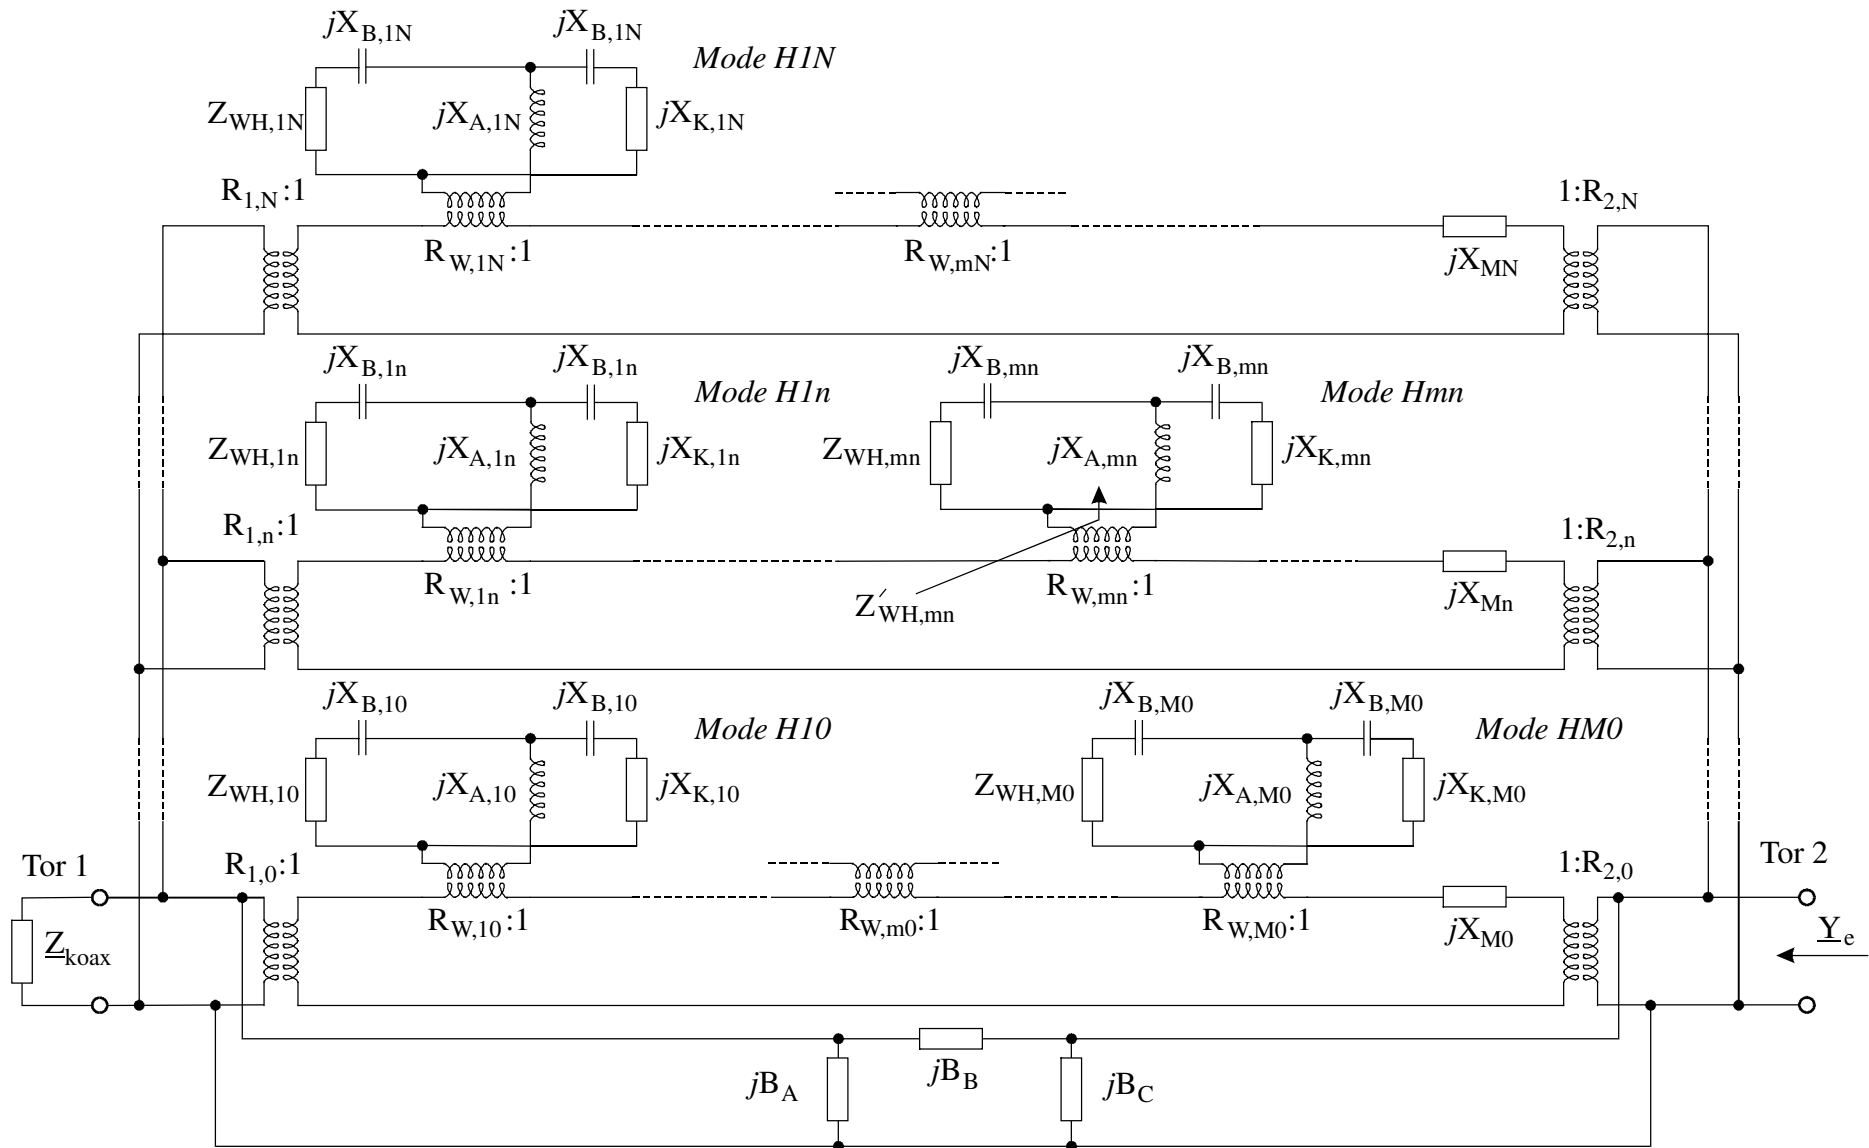 jX_B,1N
jX_B,1N
Mode H1N
Z_WH,1N
jX_A,1N
jX_K,1N
R_1,N:1
1:R_2,N
R_W,1N:1
R_W,mN:1
jX_MN
jX_B,1n
jX_B,1n
Mode H1n
jX_B,mn
jX_B,mn
Mode Hmn
Z_WH,1n
jX_A,1n
jX_K,1n
Z_WH,mn
jX_A,mn
jX_K,mn
R_1,n:1
1:R_2,n
R_W,1n:1
Z'_WH,mn
R_W,mn:1
jX_Mn
jX_B,10
jX_B,10
Mode H10
jX_B,M0
jX_B,M0
Mode HM0
Z_WH,10
jX_A,10
jX_K,10
Z_WH,M0
jX_A,M0
jX_K,M0
Tor 1
R_1,0:1
1:R_2,0
Tor 2
R_W,10:1
R_W,m0:1
R_W,M0:1
jX_M0
Z_koax
Y_e
jB_A
jB_B
jB_C